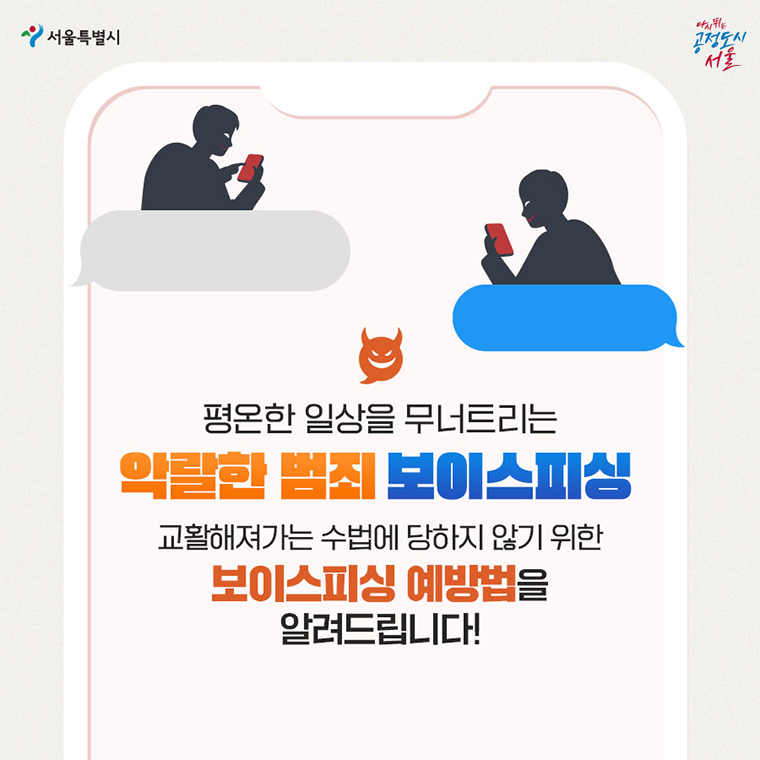 서울특별시
다시뛰는
공정도시
서울
평온한 일상을 무너트리는
악랄한 범죄 보이스피싱
교활해져가는 수법에 당하지 않기 위한
보이스피싱 예방법을
알려드립니다!